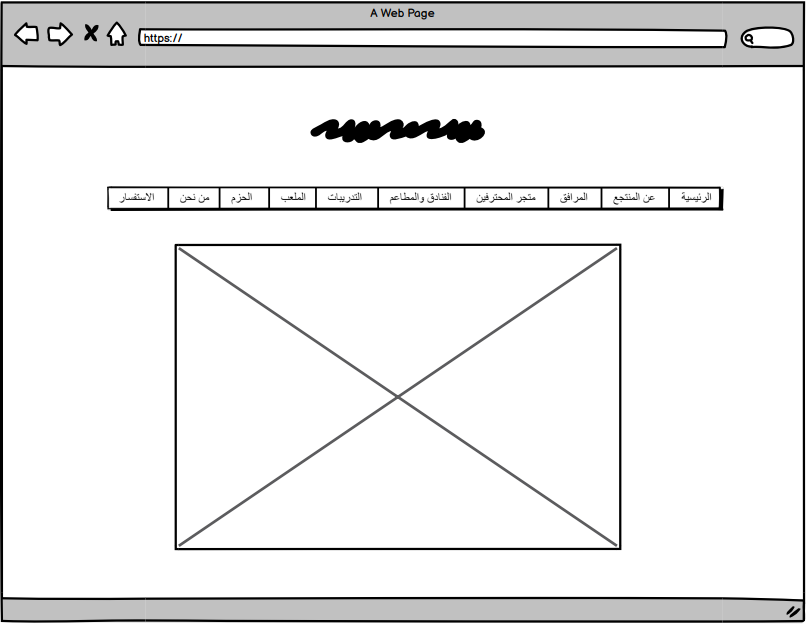 A Web Page
https://
الرئيسية عن المنتجع المرافق متجر المحترفين الفنادق والمطاعم التدريبات الملعب الحزم من نحن الاستفسار